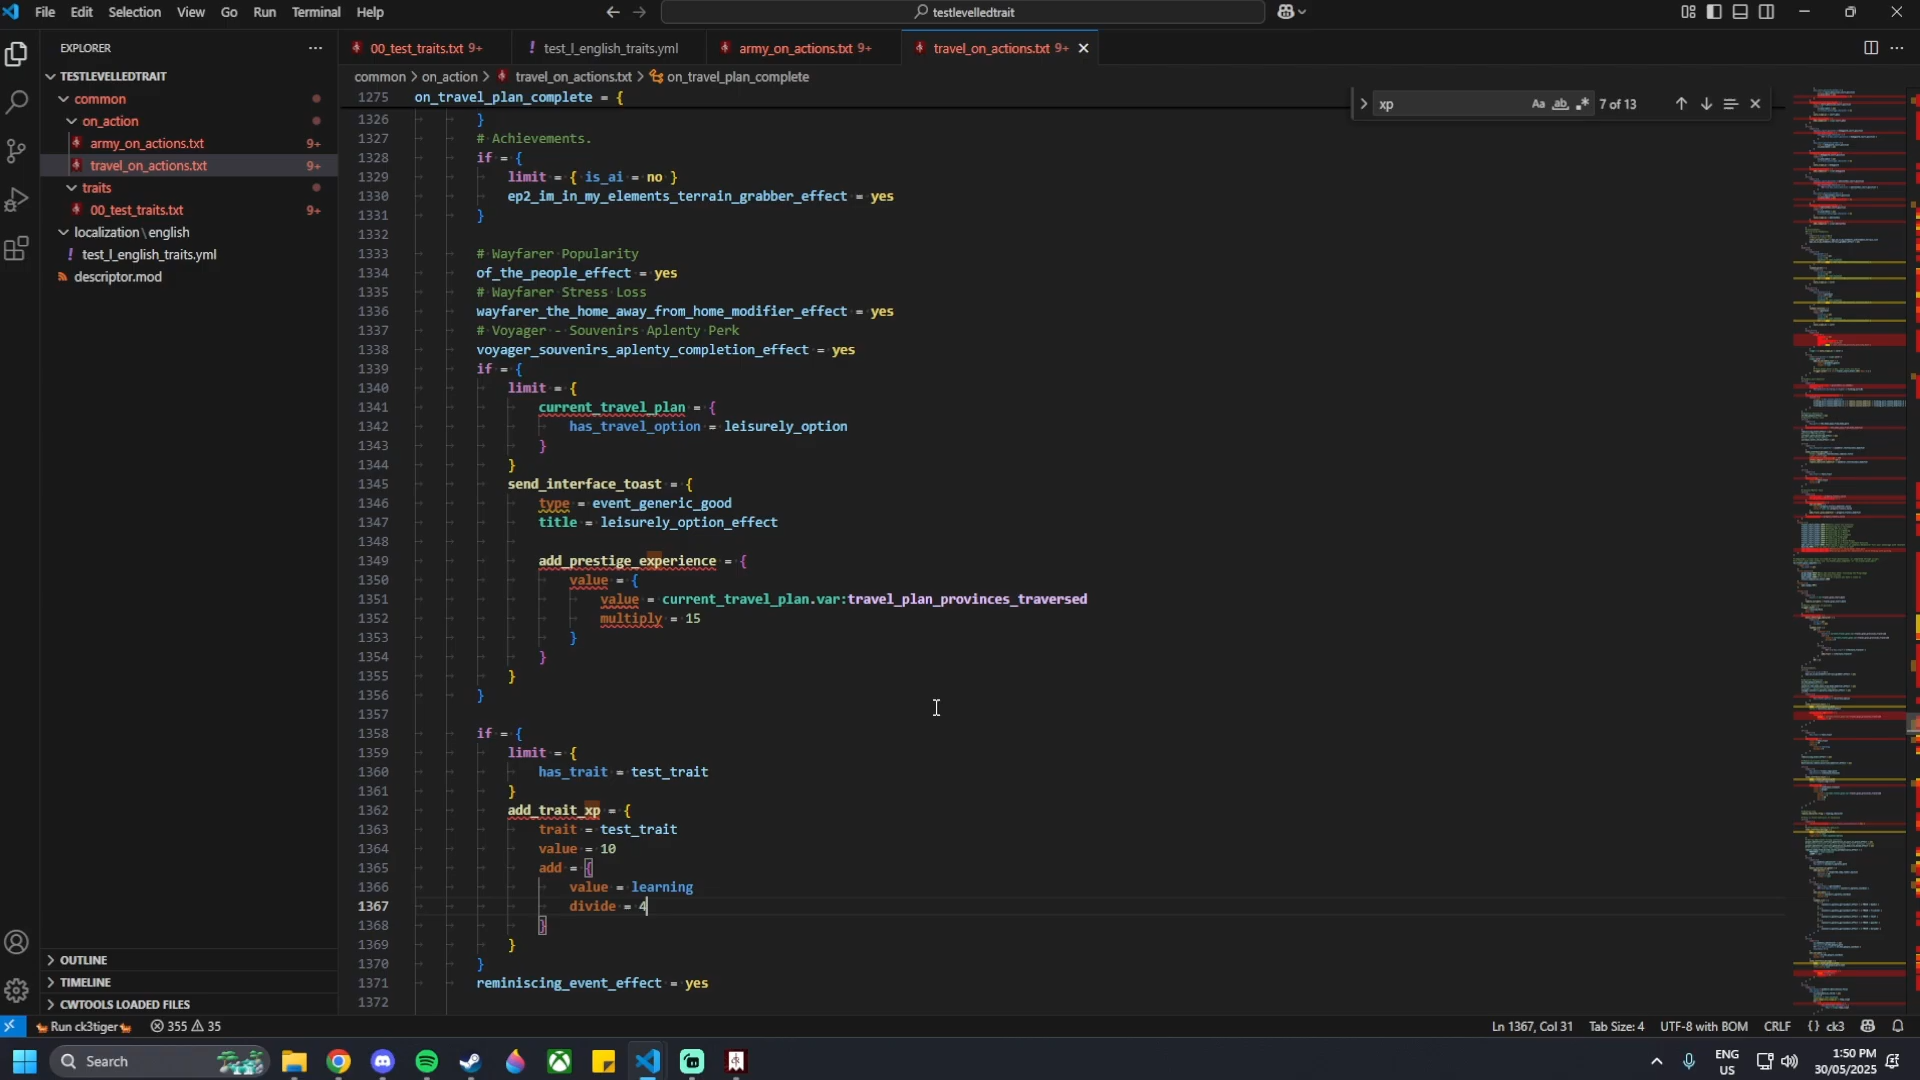 File Edit Selection View Go Run Terminal Help
testlevelledtrait
EXPLORER
TESTLEVELLEDTRAIT
common
on_action
army_on_actions.txt 9+
travel_on_actions.txt 9+
traits
00_test_traits.txt 9+
localization\english
test_l_english_traits.yml
descriptor.mod
OUTLINE
TIMELINE
CWTOOLS LOADED FILES
00_test_traits.txt 9+ test_l_english_traits.yml army_on_actions.txt 9+ travel_on_actions.txt 9+
common > on_action > travel_on_actions.txt > on_travel_plan_complete
xp Aa ab 7 of 13
1275 on_travel_plan_complete = {
1326 }
1327 # Achievements.
1328 if = {
1329 limit = { is_ai = no }
1330 ep2_im_in_my_elements_terrain_grabber_effect = yes
1331 }
1332
1333 # Wayfarer Popularity
1334 of_the_people_effect = yes
1335 # Wayfarer Stress Loss
1336 wayfarer_the_home_away_from_home_modifier_effect = yes
1337 # Voyager - Souvenirs Aplenty Perk
1338 voyager_souvenirs_aplenty_completion_effect = yes
1339 if = {
1340 limit = {
1341 current_travel_plan = {
1342 has_travel_option = leisurely_option
1343 }
1344 }
1345 send_interface_toast = {
1346 type = event_generic_good
1347 title = leisurely_option_effect
1348
1349 add_prestige_experience = {
1350 value = {
1351 value = current_travel_plan.var:travel_plan_provinces_traversed
1352 multiply = 15
1353 }
1354 }
1355 }
1356 }
1357
1358 if = {
1359 limit = {
1360 has_trait = test_trait
1361 }
1362 add_trait_xp = {
1363 trait = test_trait
1364 value = 10
1365 add = {
1366 value = learning
1367 divide = 4
1368 }
1369 }
1370 }
1371 reminiscing_event_effect = yes
1372
Run ck3tiger 355 35 Ln 1367, Col 31 Tab Size: 4 UTF-8 with BOM CRLF {} ck3
Search ENG US 1:50 PM 30/05/2025